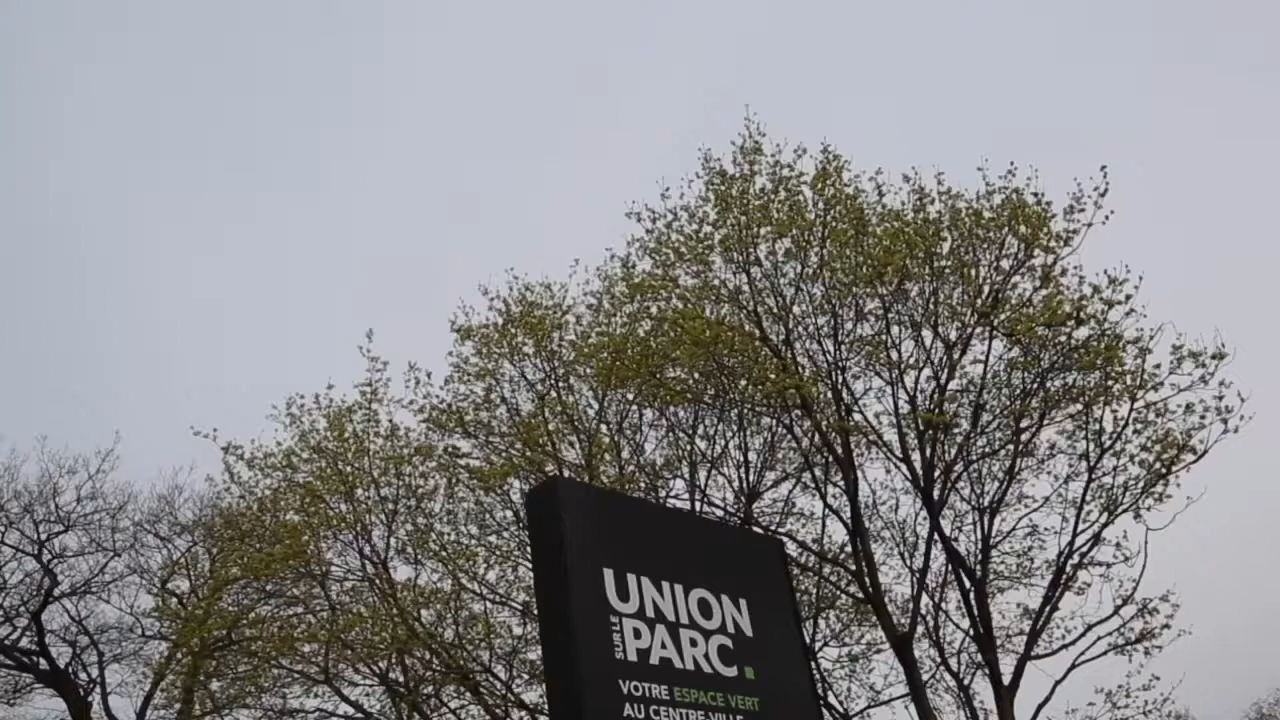 UNION
SUR LE
PARC.
VOTRE ESPACE VERT
AU CENTRE-VILLE